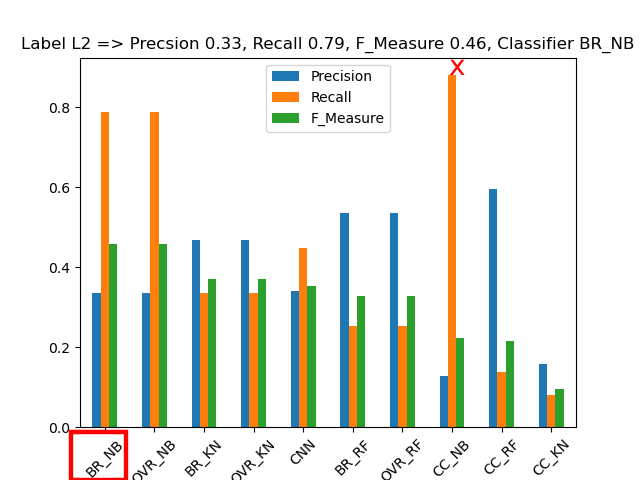 Label L2 => Precsion 0.33, Recall 0.79, F_Measure 0.46, Classifier BR_NB
X
Precision
Recall
F_Measure
0.8
0.6
0.4
0.2
0.0
BR_NB OVR_NB BR_KN OVR_KN CNN BR_RF OVR_RF CC_NB CC_RF CC_KN